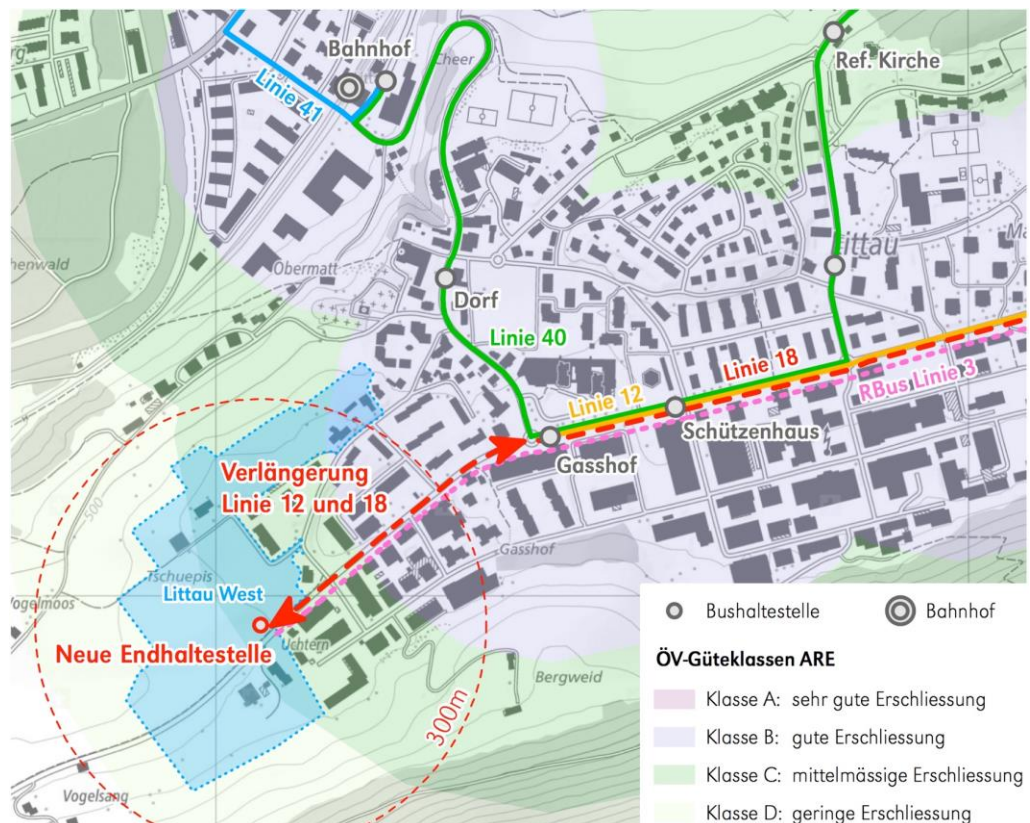 Bahnhof
Cheer
Ref. Kirche
Linie 41
Littau
Obermatt
Dorf
Linie 40
Linie 18
Linie 12
RBus Linie 3
Schützenhaus
Gasshof
Verlängerung
Linie 12 und 18
500
Gasshof
Tschuepis
Littau West
Vogelmoos
Neue Endhaltestelle
Uchtern
Bergweid
300m
Vogelsang
Bushaltestelle
Bahnhof
ÖV-Güteklassen ARE
Klasse A: sehr gute Erschliessung
Klasse B: gute Erschliessung
Klasse C: mittelmässige Erschliessung
Klasse D: geringe Erschliessung